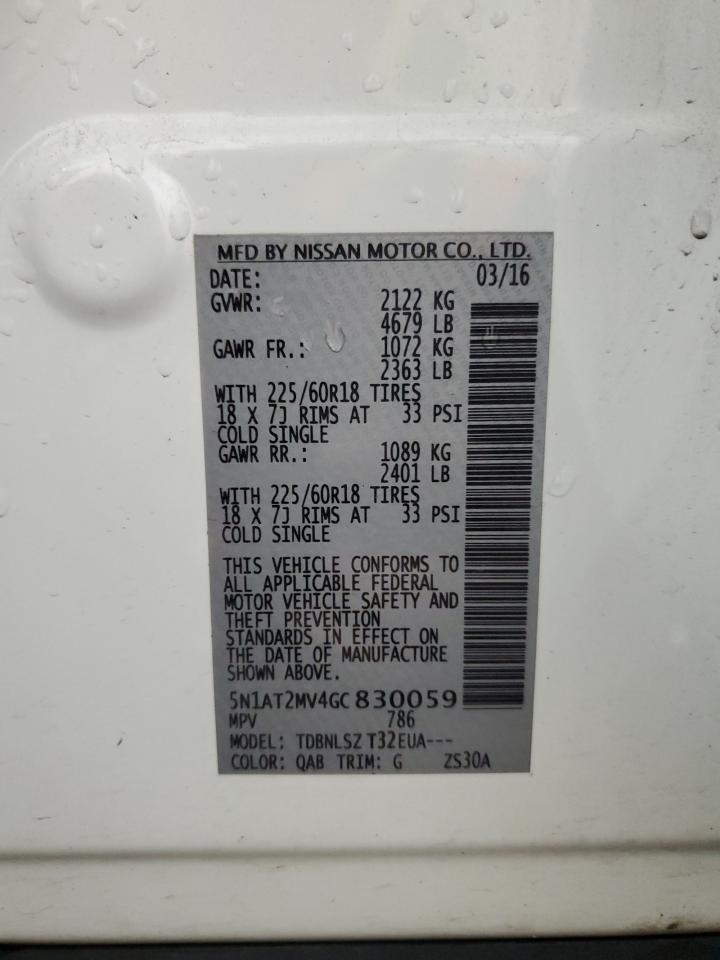 MFD BY NISSAN MOTOR CO., LTD.
DATE: 03/16
GVWR: 2122 KG
4679 LB
GAWR FR.: 1072 KG
2363 LB
WITH 225/60R18 TIRES
18 X 7J RIMS AT 33 PSI
COLD SINGLE
GAWR RR.: 1089 KG
2401 LB
WITH 225/60R18 TIRES
18 X 7J RIMS AT 33 PSI
COLD SINGLE
THIS VEHICLE CONFORMS TO
ALL APPLICABLE FEDERAL
MOTOR VEHICLE SAFETY AND
THEFT PREVENTION
STANDARDS IN EFFECT ON
THE DATE OF MANUFACTURE
SHOWN ABOVE.
5N1AT2MV4GC830059
MPV 786
MODEL: TDBNLSZ T32EUA---
COLOR: QAB TRIM: G ZS30A